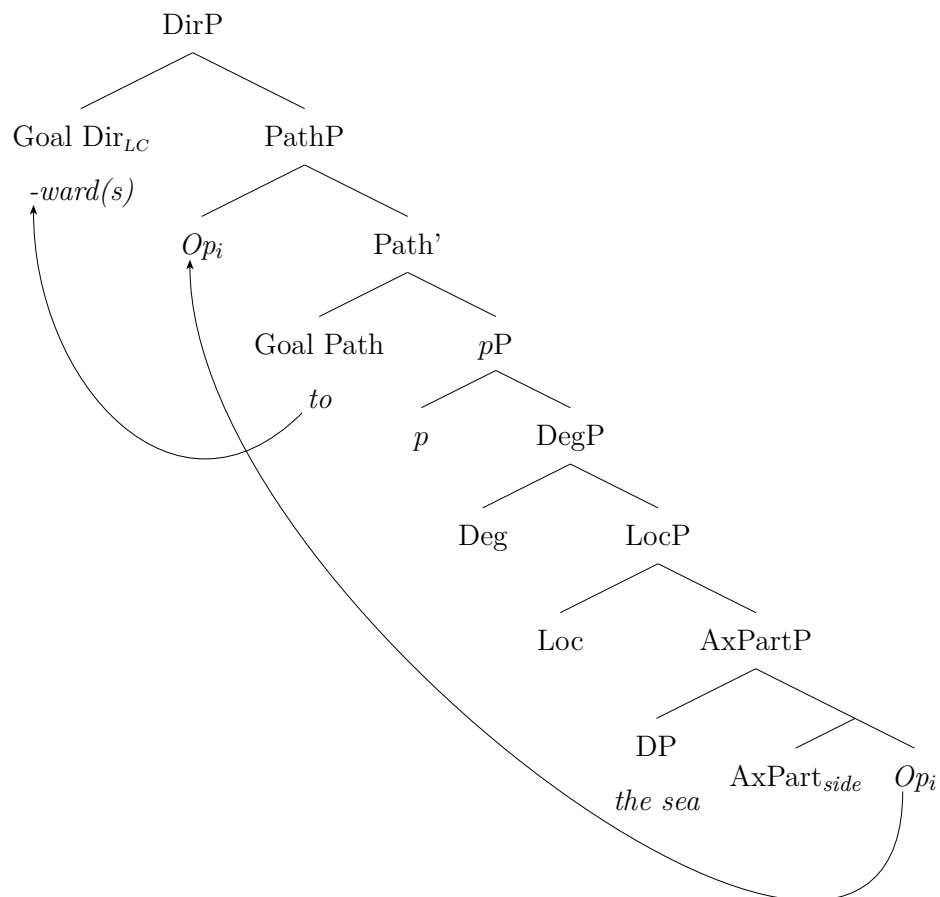 DirP
Goal Dir_LC PathP
-ward(s)
Op_i Path’
Goal Path pP
to
p DegP
Deg LocP
Loc AxPartP
DP AxPart_side Op_i
the sea